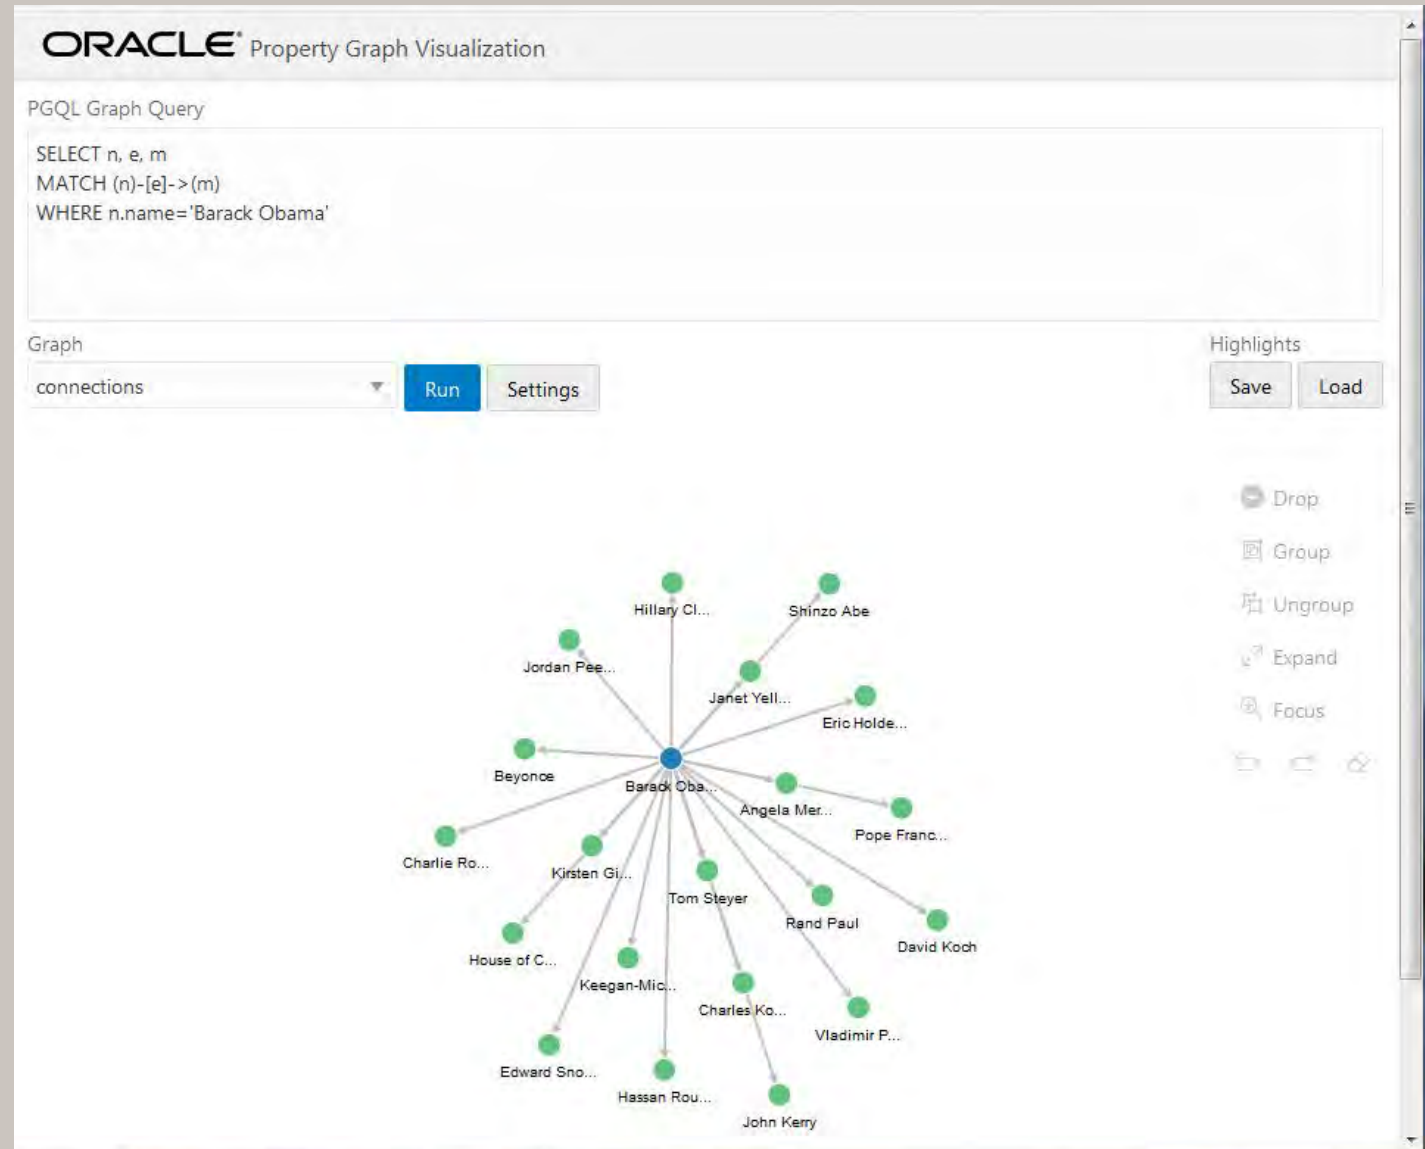 ORACLE® Property Graph Visualization
PGQL Graph Query
SELECT n, e, m
MATCH (n)-[e]->(m)
WHERE n.name='Barack Obama'
Graph
Highlights
connections
Run
Settings
Save
Load
Drop
Group
Ungroup
Expand
Focus
Hillary Cl...
Shinzo Abe
Jordan Pee...
Janet Yell...
Eric Holde...
Beyonce
Barack Oba...
Angela Mer...
Pope Franc...
Charlie Ro...
Kirsten Gi...
Tom Steyer
Rand Paul
David Koch
House of C...
Keegan-Mic...
Charles Ko...
Vladimir P...
Edward Sno...
Hassan Rou...
John Kerry